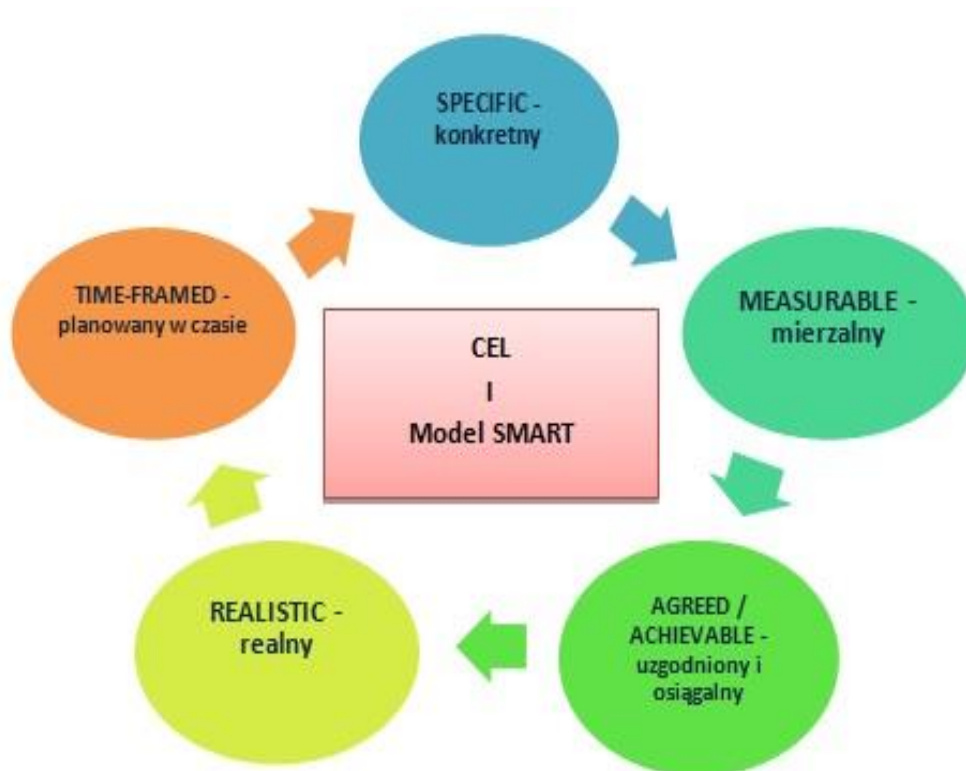 SPECIFIC -
konkretny
MEASURABLE -
mierzalny
AGREED /
ACHIEVABLE -
uzgodniony i
osiągalny
REALISTIC -
realny
TIME-FRAMED -
planowany w czasie
CEL
I
Model SMART